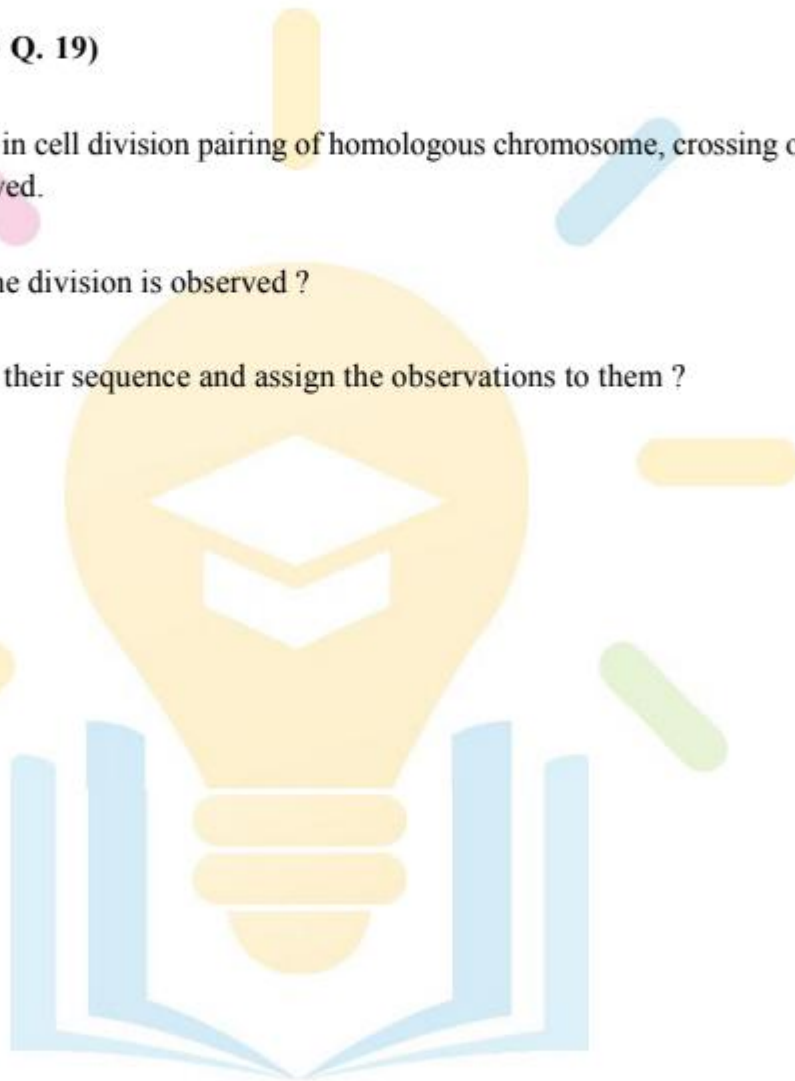 Q. 19)
in cell division pairing of homologous chromosome, crossing
division is observed ?
their sequence and assign the observations to them ?